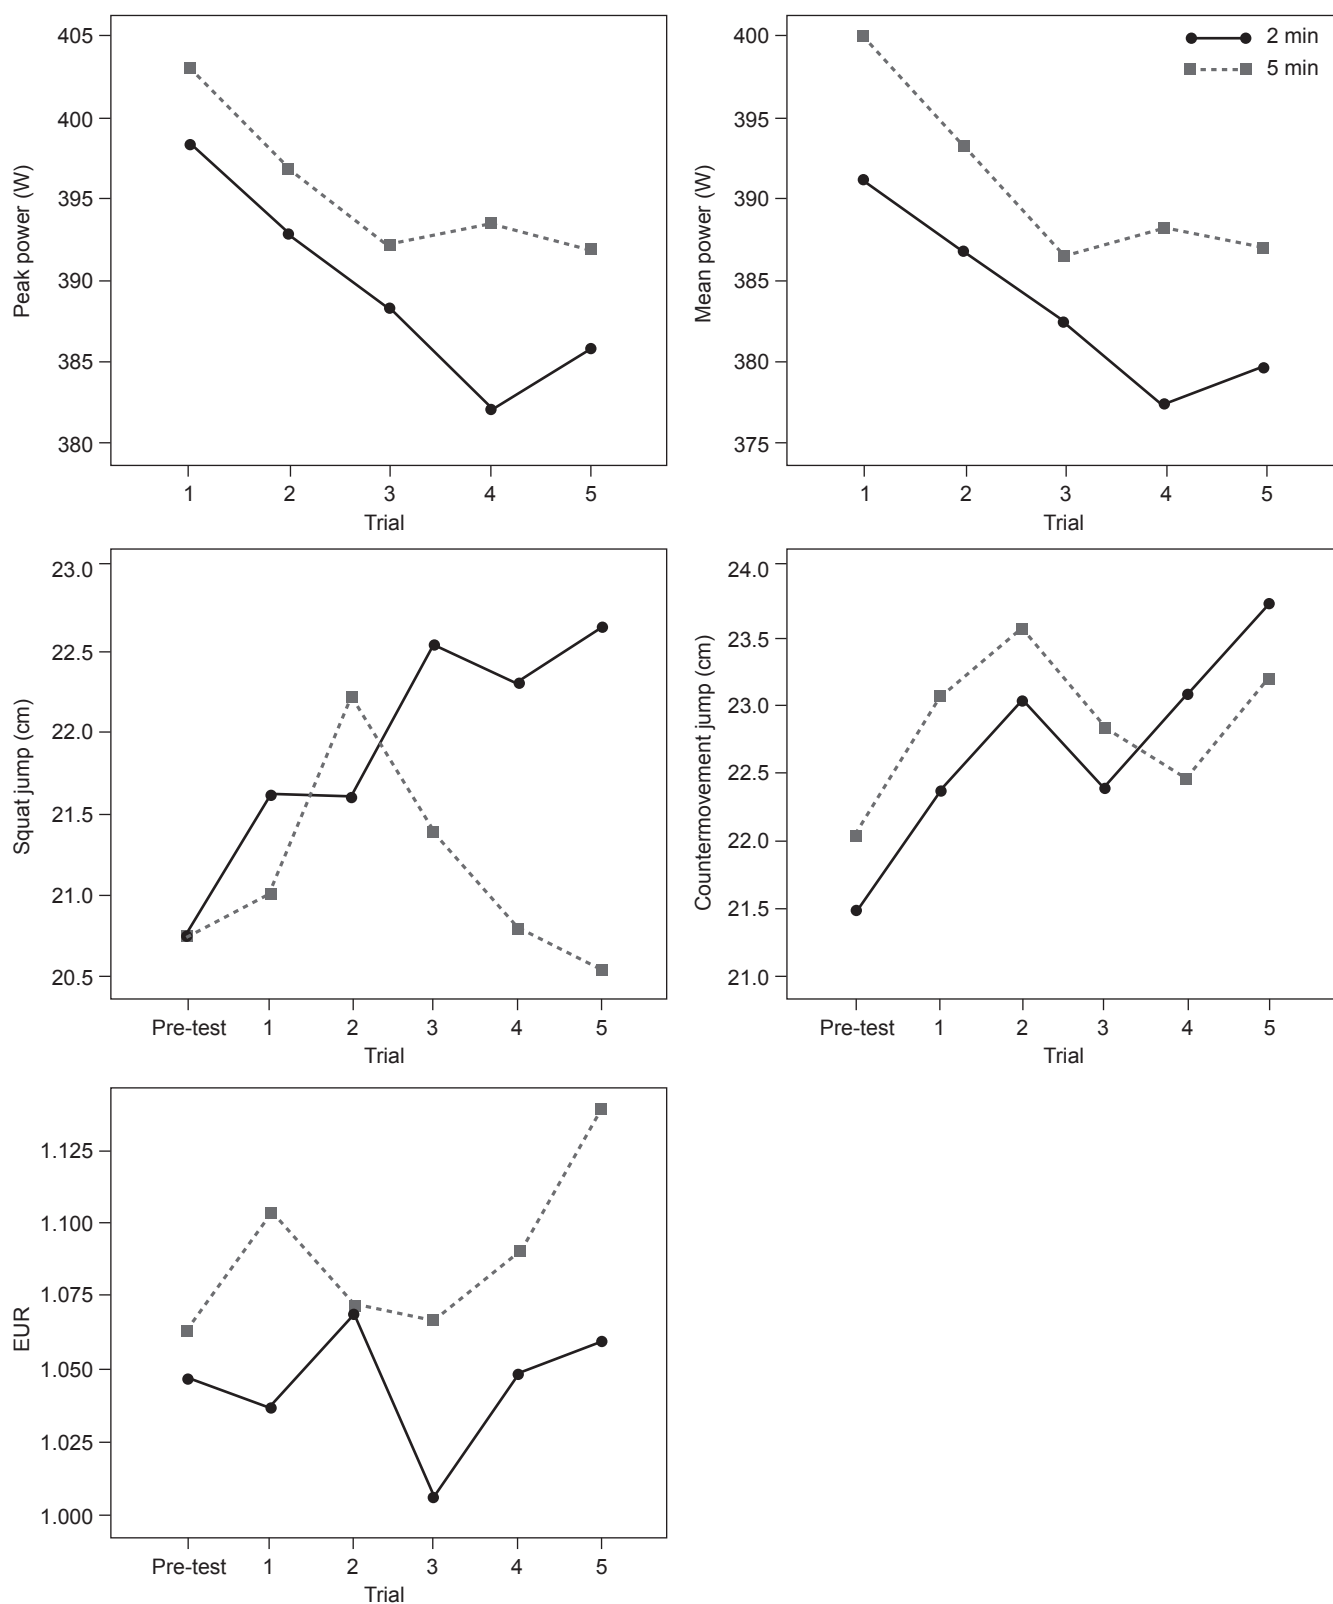 405
400
395
390
385
380
Peak power (W)
1 2 3 4 5
Trial
400
395
390
385
380
375
Mean power (W)
2 min
5 min
1 2 3 4 5
Trial
23.0
22.5
22.0
21.5
21.0
20.5
Squat jump (cm)
Pre-test 1 2 3 4 5
Trial
24.0
23.5
23.0
22.5
22.0
21.5
21.0
Countermovement jump (cm)
Pre-test 1 2 3 4 5
Trial
1.125
1.100
1.075
1.050
1.025
1.000
EUR
Pre-test 1 2 3 4 5
Trial